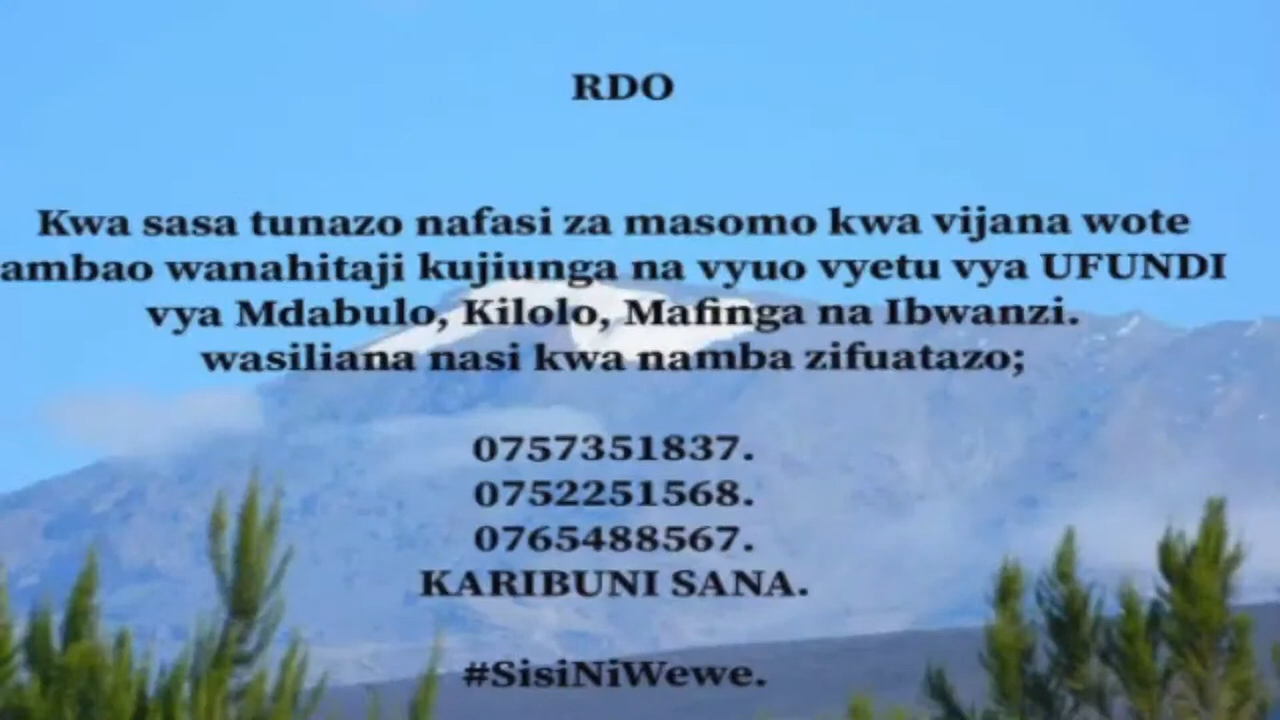 RDO
Kwa sasa tunazo nafasi za masomo kwa vijana wote
ambao wanahitaji kujiunga na vyuo vyetu vya UFUNDI
vya Mdabulo, Kilolo, Mafinga na Ibwanzi.
wasiliana nasi kwa namba zifuatazo;
0757351837.
0752251568.
0765488567.
KARIBUNI SANA.
#SisiNiWewe.